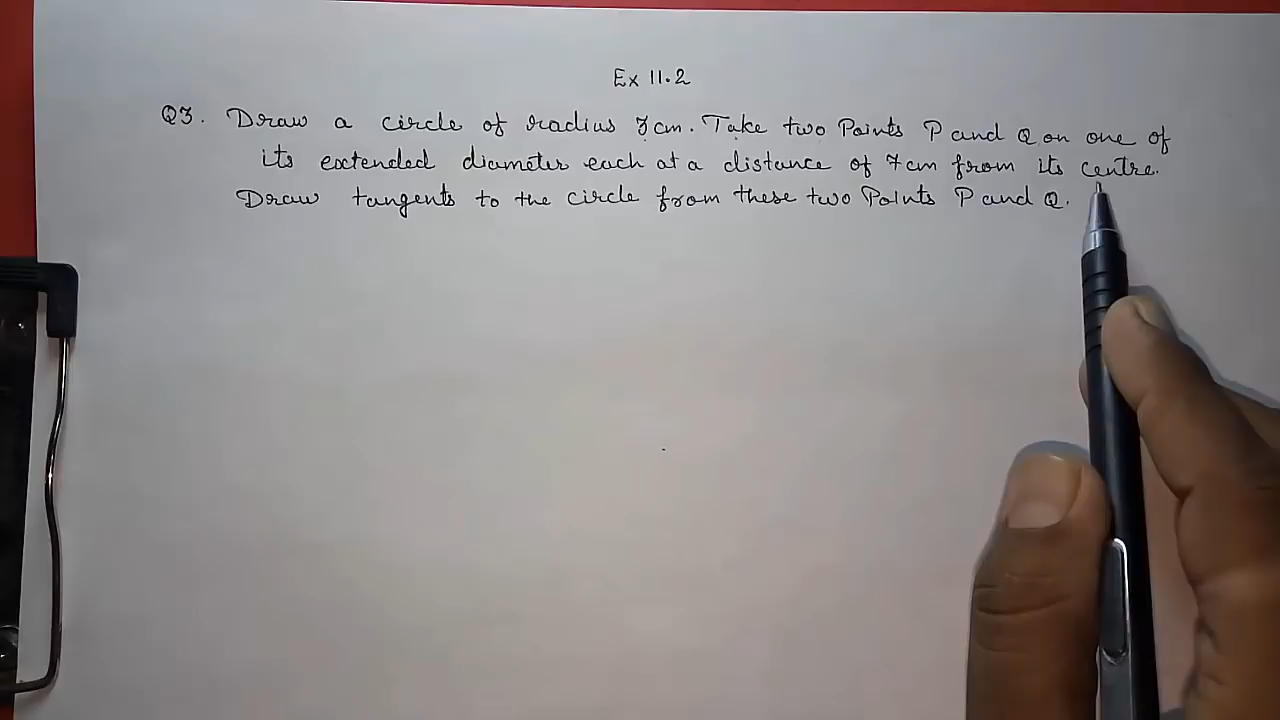 Ex 11.2
Q3. Draw a circle of radius 3cm. Take two Points P and Q on one of
its extended diameter each at a distance of 7cm from its centre.
Draw tangents to the circle from these two Points P and Q.